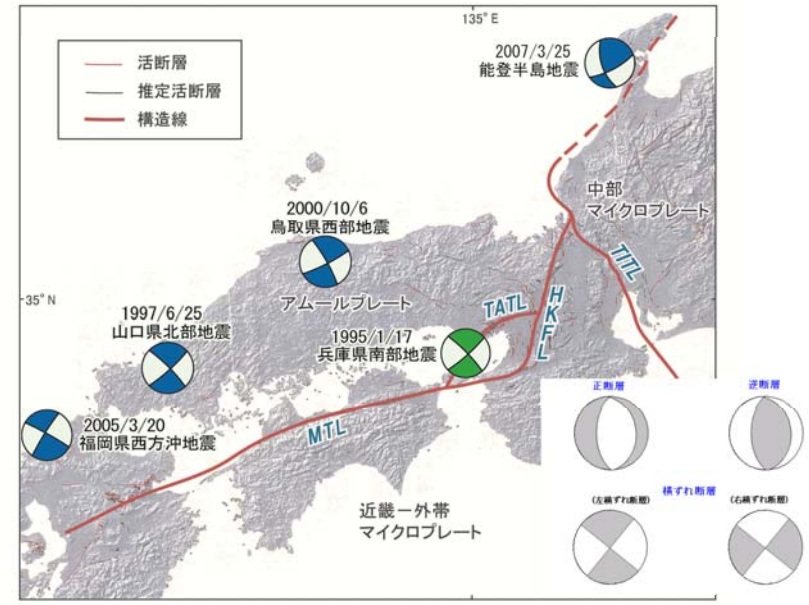 135°E
活断層
推定活断層
構造線
2007/3/25
能登半島地震
中部
マイクロプレート
2000/10/6
鳥取県西部地震
TITL
35°N
アムールプレート
TATL
HKFL
1997/6/25
山口県北部地震
1995/1/17
兵庫県南部地震
2005/3/20
福岡県西方沖地震
MTL
近畿ー外帯
マイクロプレート
正断層
逆断層
横ずれ断層
(左横ずれ断層)
(右横ずれ断層)